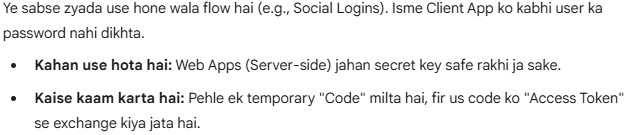 Ye sabse zyada use hone wala flow hai (e.g., Social Logins). Isme Client App ko kabhi user ka
password nahi dikhta.
• Kahan use hota hai: Web Apps (Server-side) jahan secret key safe rakhi ja sake.
• Kaise kaam karta hai: Pehle ek temporary "Code" milta hai, fir us code ko "Access Token"
se exchange kiya jata hai.